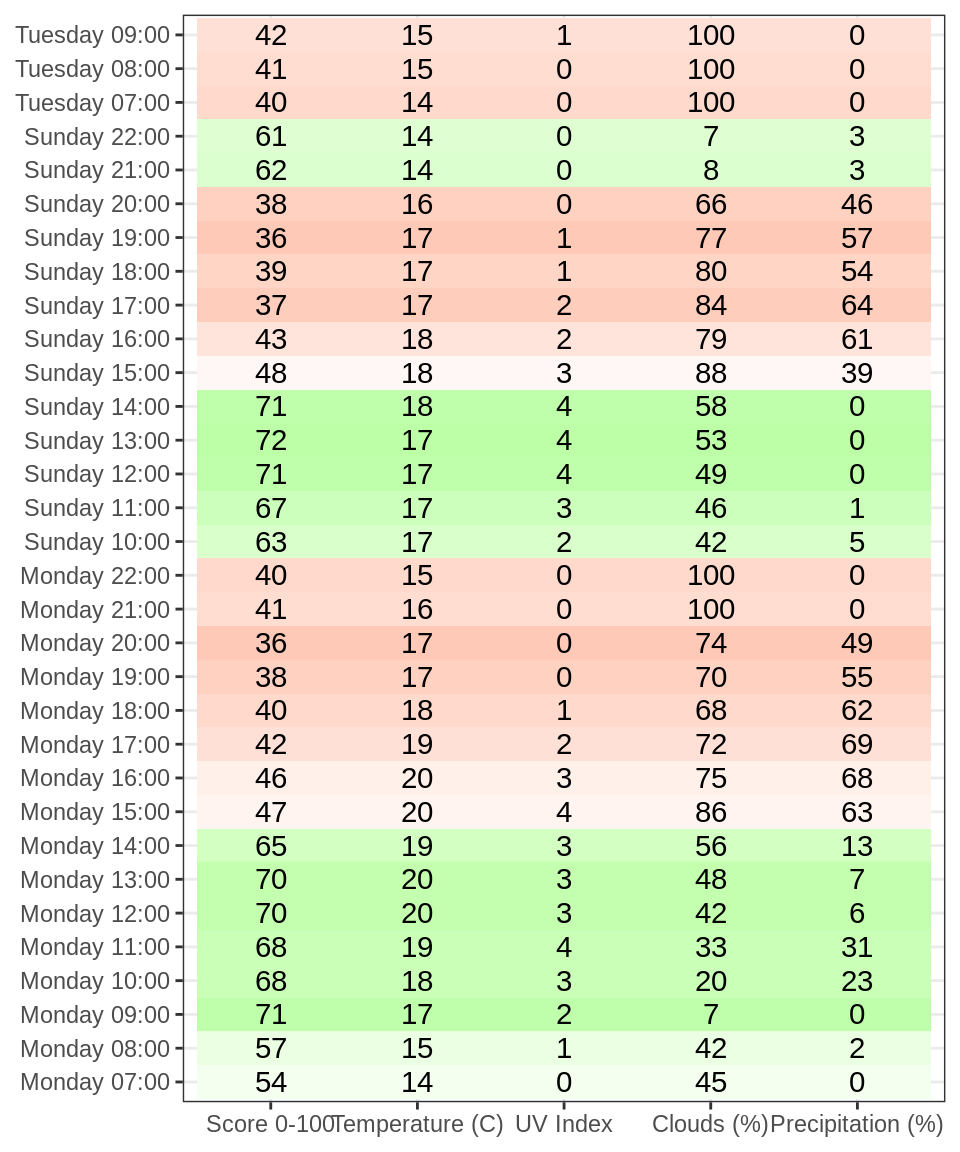 Tuesday 09:00 42 15 1 100 0
Tuesday 08:00 41 15 0 100 0
Tuesday 07:00 40 14 0 100 0
Sunday 22:00 61 14 0 7 3
Sunday 21:00 62 14 0 8 3
Sunday 20:00 38 16 0 66 46
Sunday 19:00 36 17 1 77 57
Sunday 18:00 39 17 1 80 54
Sunday 17:00 37 17 2 84 64
Sunday 16:00 43 18 2 79 61
Sunday 15:00 48 18 3 88 39
Sunday 14:00 71 18 4 58 0
Sunday 13:00 72 17 4 53 0
Sunday 12:00 71 17 4 49 0
Sunday 11:00 67 17 3 46 1
Sunday 10:00 63 17 2 42 5
Monday 22:00 40 15 0 100 0
Monday 21:00 41 16 0 100 0
Monday 20:00 36 17 0 74 49
Monday 19:00 38 17 0 70 55
Monday 18:00 40 18 1 68 62
Monday 17:00 42 19 2 72 69
Monday 16:00 46 20 3 75 68
Monday 15:00 47 20 4 86 63
Monday 14:00 65 19 3 56 13
Monday 13:00 70 20 3 48 7
Monday 12:00 70 20 3 42 6
Monday 11:00 68 19 4 33 31
Monday 10:00 68 18 3 20 23
Monday 09:00 71 17 2 7 0
Monday 08:00 57 15 1 42 2
Monday 07:00 54 14 0 45 0
Score 0-100 Temperature (C) UV Index Clouds (%) Precipitation (%)